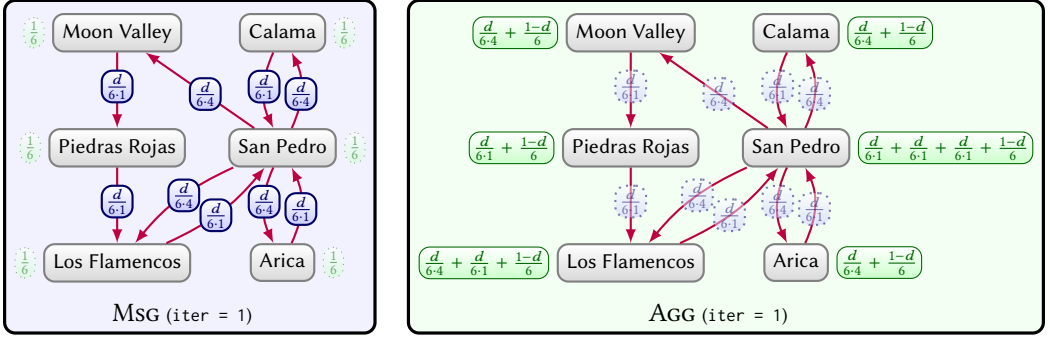 1/6 Moon Valley Calama 1/6
d/6·1 d/6·4 d/6·1 d/6·4
1/6 Piedras Rojas San Pedro 1/6
d/6·1 d/6·4 d/6·1 d/6·4 d/6·1
1/6 Los Flamencos Arica 1/6
MSG (iter = 1)
d/6·4 + 1−d/6 Moon Valley Calama d/6·4 + 1−d/6
d/6·1 d/6·4 d/6·1 d/6·4
d/6·1 + 1−d/6 Piedras Rojas San Pedro d/6·1 + d/6·1 + d/6·1 + 1−d/6
d/6·1 d/6·4 d/6·1 d/6·4 d/6·1
d/6·4 + d/6·1 + 1−d/6 Los Flamencos Arica d/6·4 + 1−d/6
AGG (iter = 1)